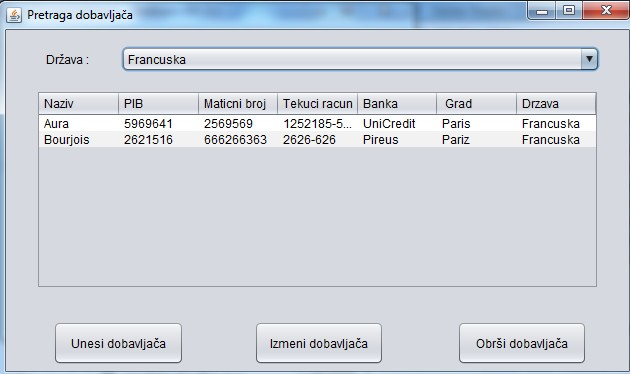 Pretraga dobavljača
Država : Francuska
Naziv PIB Maticni broj Tekuci racun Banka Grad Drzava
Aura 5969641 2569569 1252185-5... UniCredit Paris Francuska
Bourjois 2621516 666266363 2626-626 Pireus Pariz Francuska
Unesi dobavljača Izmeni dobavljača Obrši dobavljača